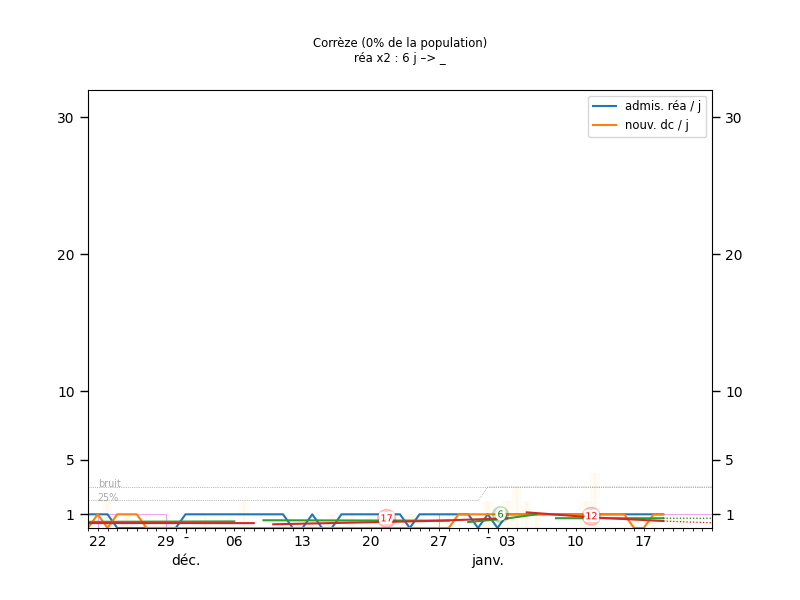 Corrèze (0% de la population)
réa x2 : 6 j −> _
admis. réa / j
nouv. dc / j
30 30
20 20
10 10
5 5
bruit
25%
1 17 6 12 1
22 29 - 06 13 20 27 - 03 10 17
déc. janv.